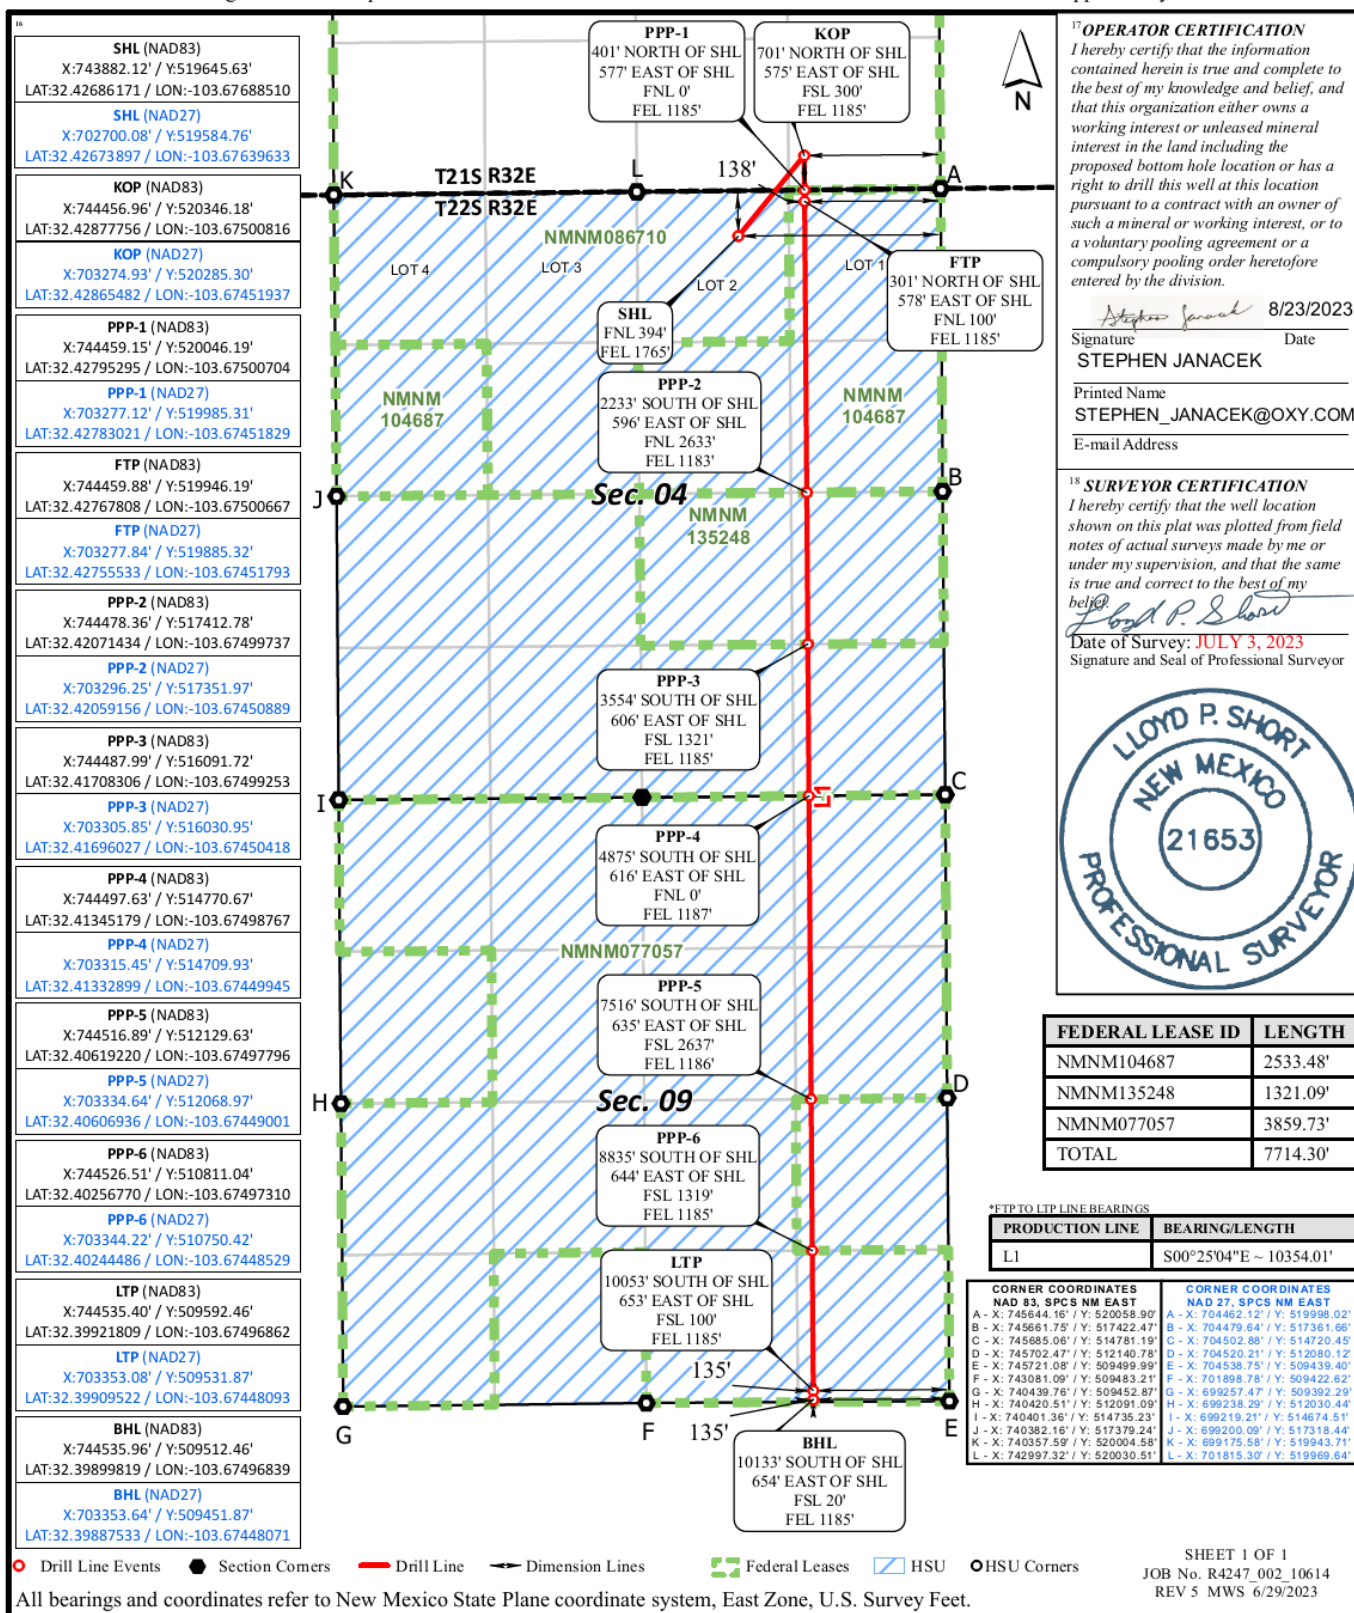 16
SHL (NAD83)
X:743882.12' / Y:519645.63'
LAT:32.42686171 / LON:-103.67688510
SHL (NAD27)
X:702700.08' / Y:519584.76'
LAT:32.42673897 / LON:-103.67639633
KOP (NAD83)
X:744456.96' / Y:520346.18'
LAT:32.42877756 / LON:-103.67500816
KOP (NAD27)
X:703274.93' / Y:520285.30'
LAT:32.42865482 / LON:-103.67451937
PPP-1 (NAD83)
X:744459.15' / Y:520046.19'
LAT:32.42795295 / LON:-103.67500704
PPP-1 (NAD27)
X:703277.12' / Y:519985.31'
LAT:32.42783021 / LON:-103.67451829
FTP (NAD83)
X:744459.88' / Y:519946.19'
LAT:32.42767808 / LON:-103.67500667
FTP (NAD27)
X:703277.84' / Y:519885.32'
LAT:32.42755533 / LON:-103.67451793
PPP-2 (NAD83)
X:744478.36' / Y:517412.78'
LAT:32.42071434 / LON:-103.67499737
PPP-2 (NAD27)
X:703296.25' / Y:517351.97'
LAT:32.42059156 / LON:-103.67450889
PPP-3 (NAD83)
X:744487.99' / Y:516091.72'
LAT:32.41708306 / LON:-103.67499253
PPP-3 (NAD27)
X:703305.85' / Y:516030.95'
LAT:32.41696027 / LON:-103.67450418
PPP-4 (NAD83)
X:744497.63' / Y:514770.67'
LAT:32.41345179 / LON:-103.67498767
PPP-4 (NAD27)
X:703315.45' / Y:514709.93'
LAT:32.41332899 / LON:-103.67449945
PPP-5 (NAD83)
X:744516.89' / Y:512129.63'
LAT:32.40619220 / LON:-103.67497796
PPP-5 (NAD27)
X:703334.64' / Y:512068.97'
LAT:32.40606936 / LON:-103.67449001
PPP-6 (NAD83)
X:744526.51' / Y:510811.04'
LAT:32.40256770 / LON:-103.67497310
PPP-6 (NAD27)
X:703344.22' / Y:510750.42'
LAT:32.40244486 / LON:-103.67448529
LTP (NAD83)
X:744535.40' / Y:509592.46'
LAT:32.39921809 / LON:-103.67496862
LTP (NAD27)
X:703353.08' / Y:509531.87'
LAT:32.39909522 / LON:-103.67448093
BHL (NAD83)
X:744535.96' / Y:509512.46'
LAT:32.39899819 / LON:-103.67496839
BHL (NAD27)
X:703353.64' / Y:509451.87'
LAT:32.39887533 / LON:-103.67448071
PPP-1
401' NORTH OF SHL
577' EAST OF SHL
FNL 0'
FEL 1185'
KOP
701' NORTH OF SHL
575' EAST OF SHL
FSL 300'
FEL 1185'
N
138'
K
T21S R32E
L
A
T22S R32E
NMNM086710
LOT 4
LOT 3
LOT 2
LOT 1
FTP
301' NORTH OF SHL
578' EAST OF SHL
FNL 100'
FEL 1185'
SHL
FNL 394'
FEL 1765'
PPP-2
2233' SOUTH OF SHL
596' EAST OF SHL
FNL 2633'
FEL 1183'
NMNM
104687
NMNM
104687
J
Sec. 04
B
NMNM
135248
PPP-3
3554' SOUTH OF SHL
606' EAST OF SHL
FSL 1321'
FEL 1185'
I
L1
C
PPP-4
4875' SOUTH OF SHL
616' EAST OF SHL
FNL 0'
FEL 1187'
NMNM077057
PPP-5
7516' SOUTH OF SHL
635' EAST OF SHL
FSL 2637'
FEL 1186'
H
Sec. 09
D
PPP-6
8835' SOUTH OF SHL
644' EAST OF SHL
FSL 1319'
FEL 1185'
LTP
10053' SOUTH OF SHL
653' EAST OF SHL
FSL 100'
FEL 1185'
135'
G
F
135'
E
BHL
10133' SOUTH OF SHL
654' EAST OF SHL
FSL 20'
FEL 1185'
17 OPERATOR CERTIFICATION
I hereby certify that the information
contained herein is true and complete to
the best of my knowledge and belief, and
that this organization either owns a
working interest or unleased mineral
interest in the land including the
proposed bottom hole location or has a
right to drill this well at this location
pursuant to a contract with an owner of
such a mineral or working interest, or to
a voluntary pooling agreement or a
compulsory pooling order heretofore
entered by the division.
Stephen Janacek 8/23/2023
Signature Date
STEPHEN JANACEK
Printed Name
STEPHEN_JANACEK@OXY.COM
E-mail Address
18 SURVEYOR CERTIFICATION
I hereby certify that the well location
shown on this plat was plotted from field
notes of actual surveys made by me or
under my supervision, and that the same
is true and correct to the best of my
belief.
Lloyd P. Short
Date of Survey: JULY 3, 2023
Signature and Seal of Professional Surveyor
LLOYD P. SHORT
NEW MEXICO
21653
PROFESSIONAL SURVEYOR
FEDERAL LEASE ID LENGTH
NMNM104687 2533.48'
NMNM135248 1321.09'
NMNM077057 3859.73'
TOTAL 7714.30'
*FTP TO LTP LINE BEARINGS
PRODUCTION LINE BEARING/LENGTH
L1 S00°25'04"E ~ 10354.01'
CORNER COORDINATES
NAD 83, SPCS NM EAST
A - X: 745644.16' / Y: 520058.90'
B - X: 745661.75' / Y: 517422.47'
C - X: 745685.06' / Y: 514781.19'
D - X: 745702.47' / Y: 512140.78'
E - X: 745721.08' / Y: 509499.99'
F - X: 743081.09' / Y: 509483.21'
G - X: 740439.76' / Y: 509452.87'
H - X: 740420.51' / Y: 512091.09'
I - X: 740401.36' / Y: 514735.23'
J - X: 740382.16' / Y: 517379.24'
K - X: 740357.59' / Y: 520004.58'
L - X: 742997.32' / Y: 520030.51'
CORNER COORDINATES
NAD 27, SPCS NM EAST
A - X: 704462.12' / Y: 519998.02'
B - X: 704479.64' / Y: 517361.66'
C - X: 704502.88' / Y: 514720.45'
D - X: 704520.21' / Y: 512080.12'
E - X: 704538.75' / Y: 509439.40'
F - X: 701898.78' / Y: 509422.62'
G - X: 699257.47' / Y: 509392.29'
H - X: 699238.29' / Y: 512030.44'
I - X: 699219.21' / Y: 514674.51'
J - X: 699200.09' / Y: 517318.44'
K - X: 699175.58' / Y: 519943.71'
L - X: 701815.30' / Y: 519969.64'
Drill Line Events Section Corners Drill Line Dimension Lines Federal Leases HSU HSU Corners
SHEET 1 OF 1
JOB No. R4247_002_10614
REV 5 MWS 6/29/2023
All bearings and coordinates refer to New Mexico State Plane coordinate system, East Zone, U.S. Survey Feet.